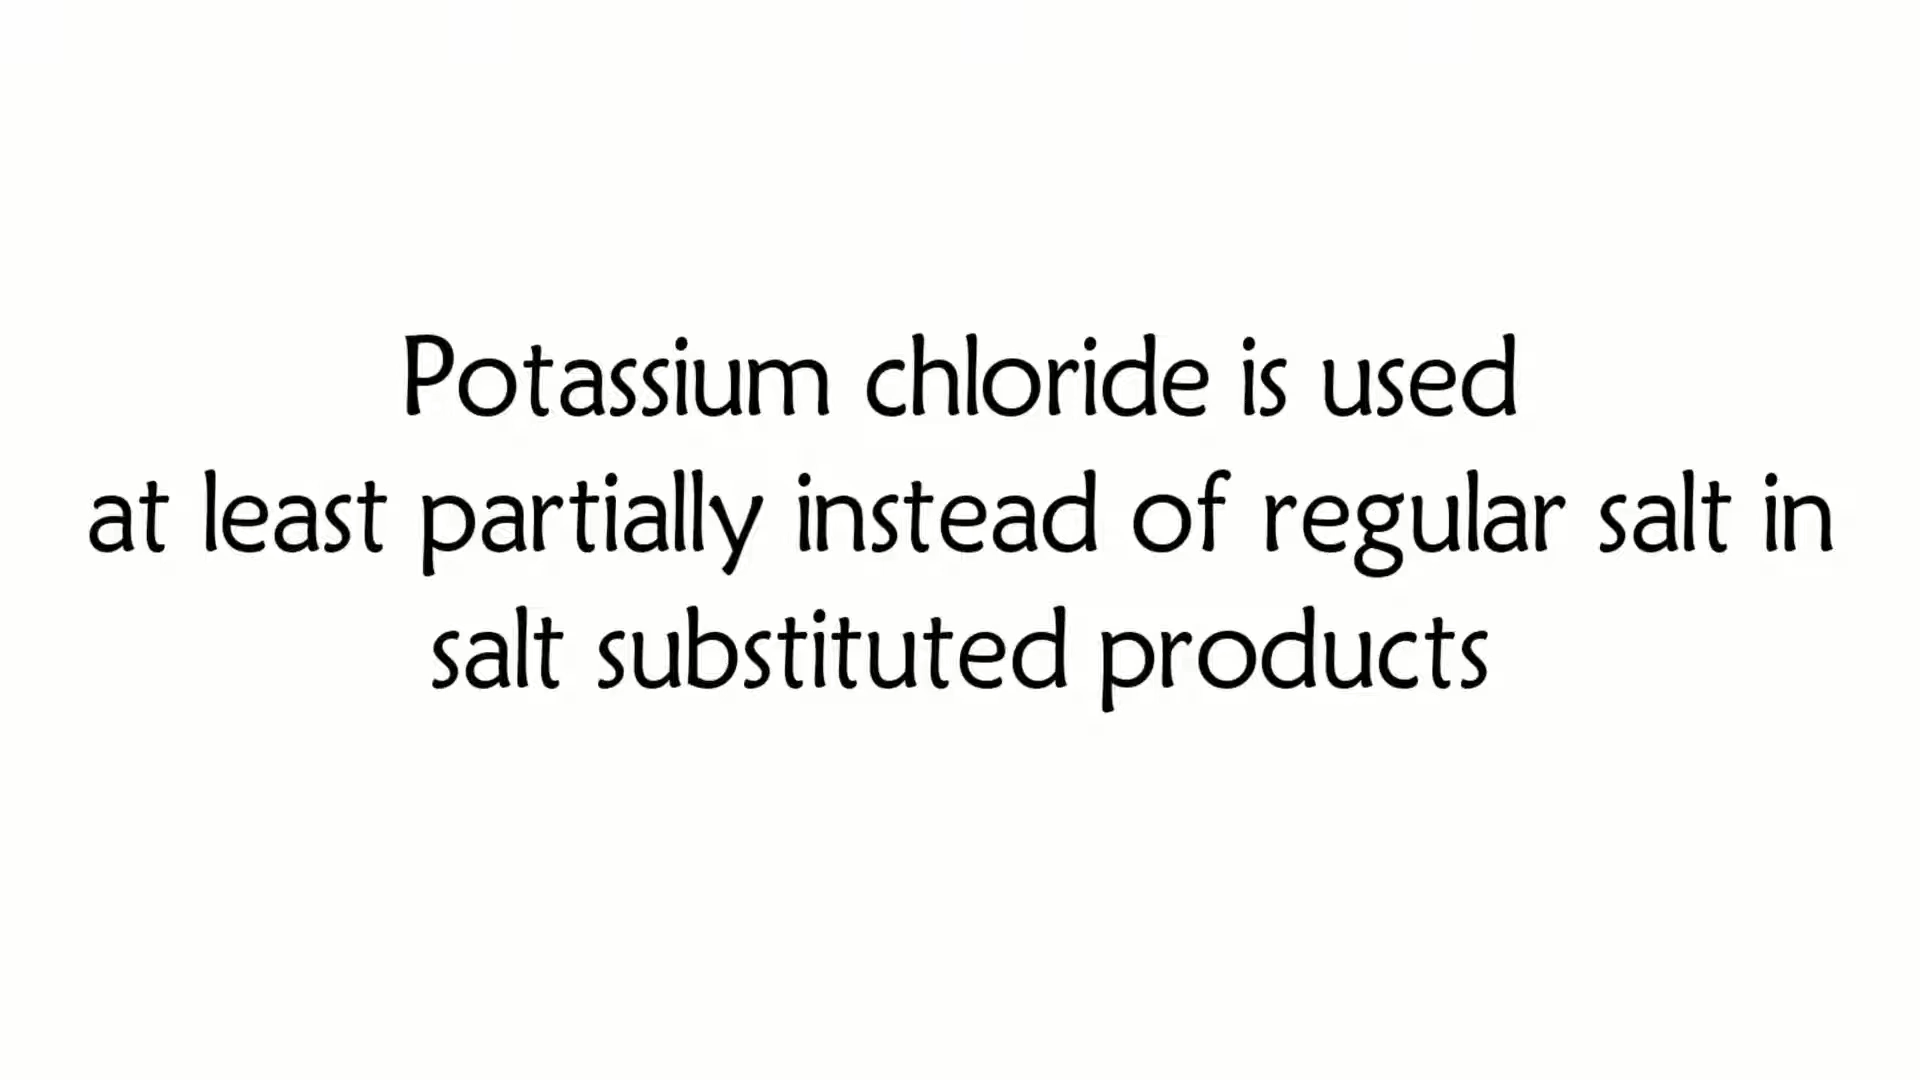 Potassium chloride is used
at least partially instead of regular salt in
salt substituted products